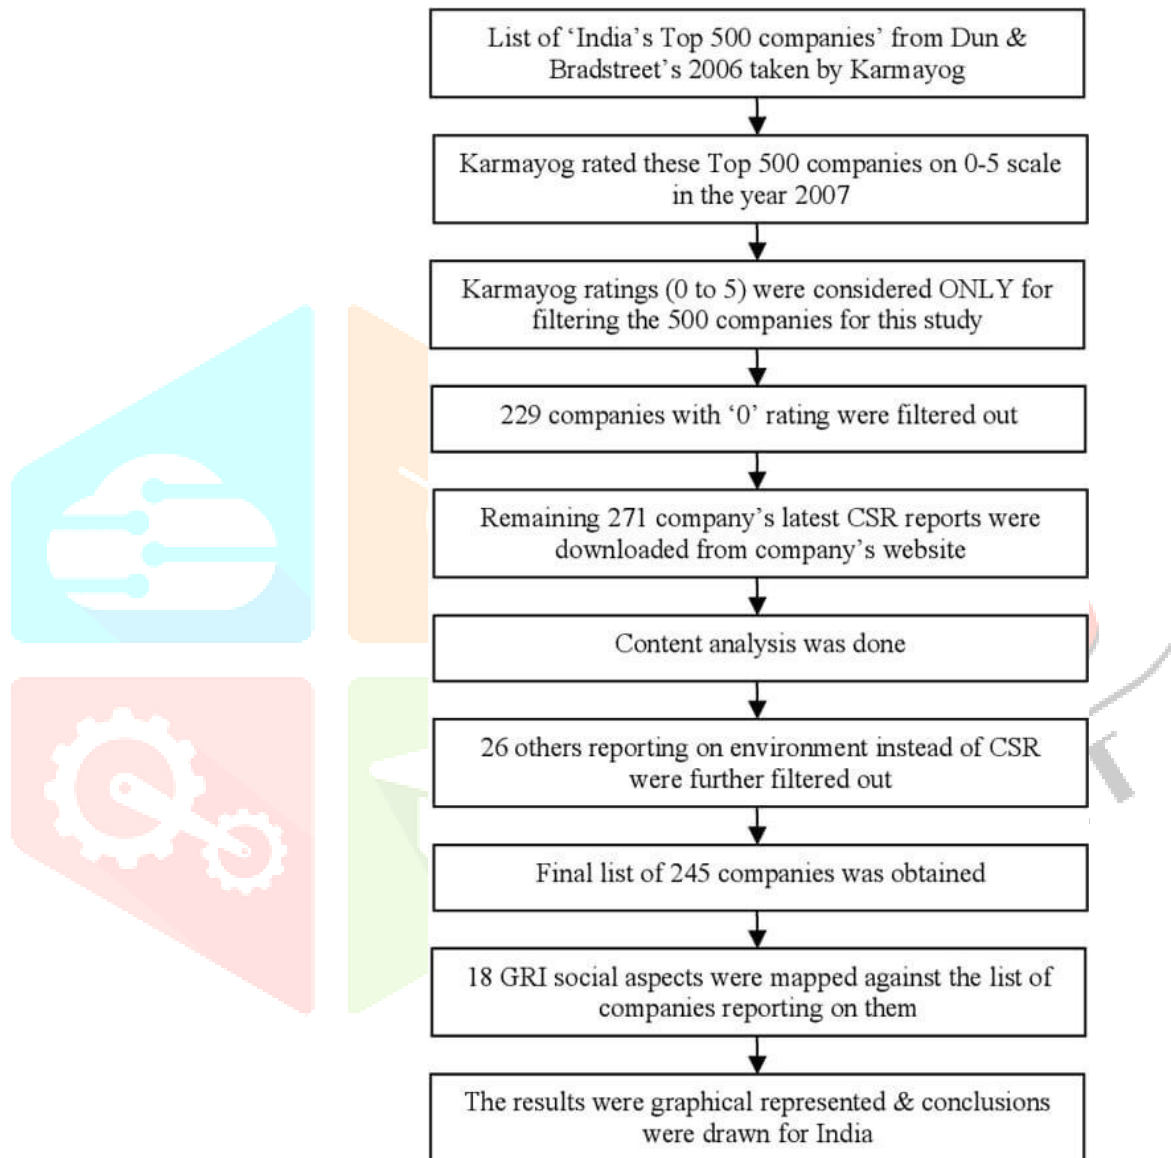 List of ‘India’s Top 500 companies’ from Dun &
Bradstreet’s 2006 taken by Karmayog
Karmayog rated these Top 500 companies on 0-5 scale
in the year 2007
Karmayog ratings (0 to 5) were considered ONLY for
filtering the 500 companies for this study
229 companies with ‘0’ rating were filtered out
Remaining 271 company’s latest CSR reports were
downloaded from company’s website
Content analysis was done
26 others reporting on environment instead of CSR
were further filtered out
Final list of 245 companies was obtained
18 GRI social aspects were mapped against the list of
companies reporting on them
The results were graphical represented & conclusions
were drawn for India